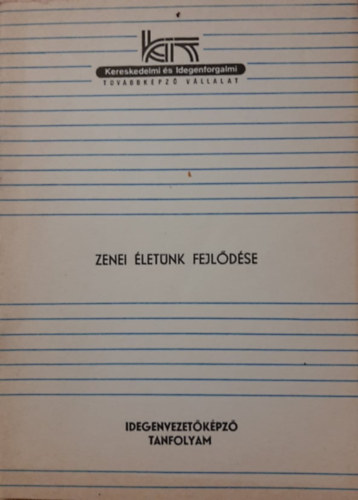 KIT
Kereskedelmi és Idegenforgalmi
TOVÁBBKÉPZŐ VÁLLALAT
ZENEI ÉLETÜNK FEJLŐDÉSE
IDEGENVEZETŐKÉPZŐ
TANFOLYAM